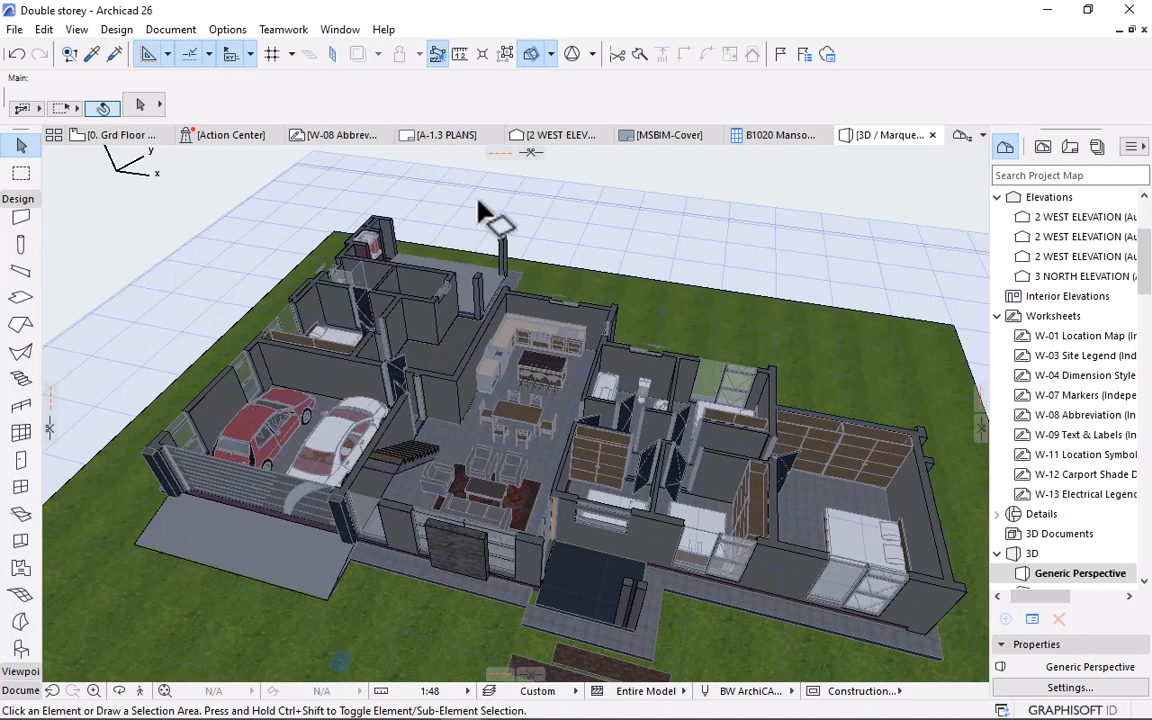 Double storey - Archicad 26
File Edit View Design Document Options Teamwork Window Help
Main:
[0. Grd Floor ... [Action Center] [W-08 Abbrev... [A-1.3 PLANS] [2 WEST ELEV... [MSBIM-Cover] B1020 Manso... [3D / Marque...
Design
y
x
Search Project Map
Elevations
2 WEST ELEVATION (Au
2 WEST ELEVATION (Au
2 WEST ELEVATION (Au
3 NORTH ELEVATION (
Interior Elevations
Worksheets
W-01 Location Map (In
W-03 Site Legend (Ind
W-04 Dimension Style
W-07 Markers (Indepe
W-08 Abbreviation (In
W-09 Text & Labels (In
W-11 Location Symbo
W-12 Carport Shade D
W-13 Electrical Legend
Details
3D Documents
3D
Generic Perspective
Properties
Generic Perspective
Settings...
Viewpoi
Docume N/A N/A 1:48 Custom Entire Model BW ArchiCA... Construction...
Click an Element or Draw a Selection Area. Press and Hold Ctrl+Shift to Toggle Element/Sub-Element Selection.
GRAPHISOFT ID